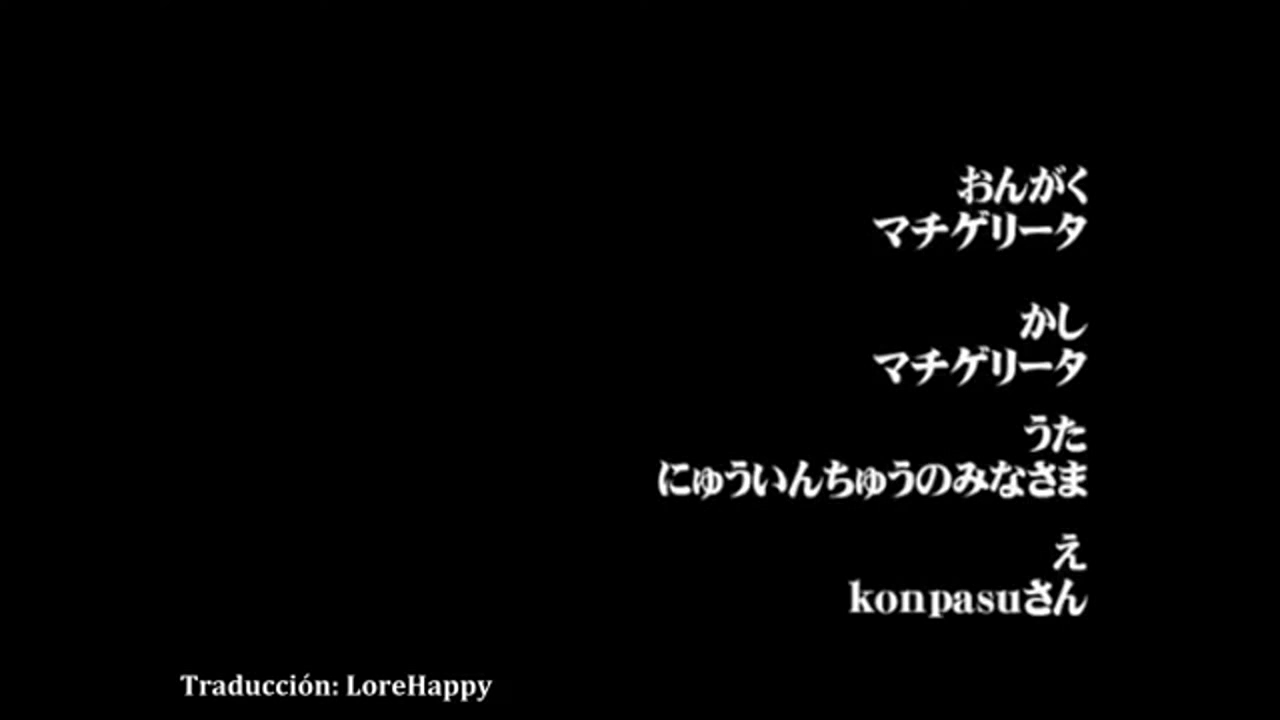 おんがく
マチゲリータ
かし
マチゲリータ
うた
にゅういんちゅうのみなさま
え
konpasuさん
Traducción: LoreHappy